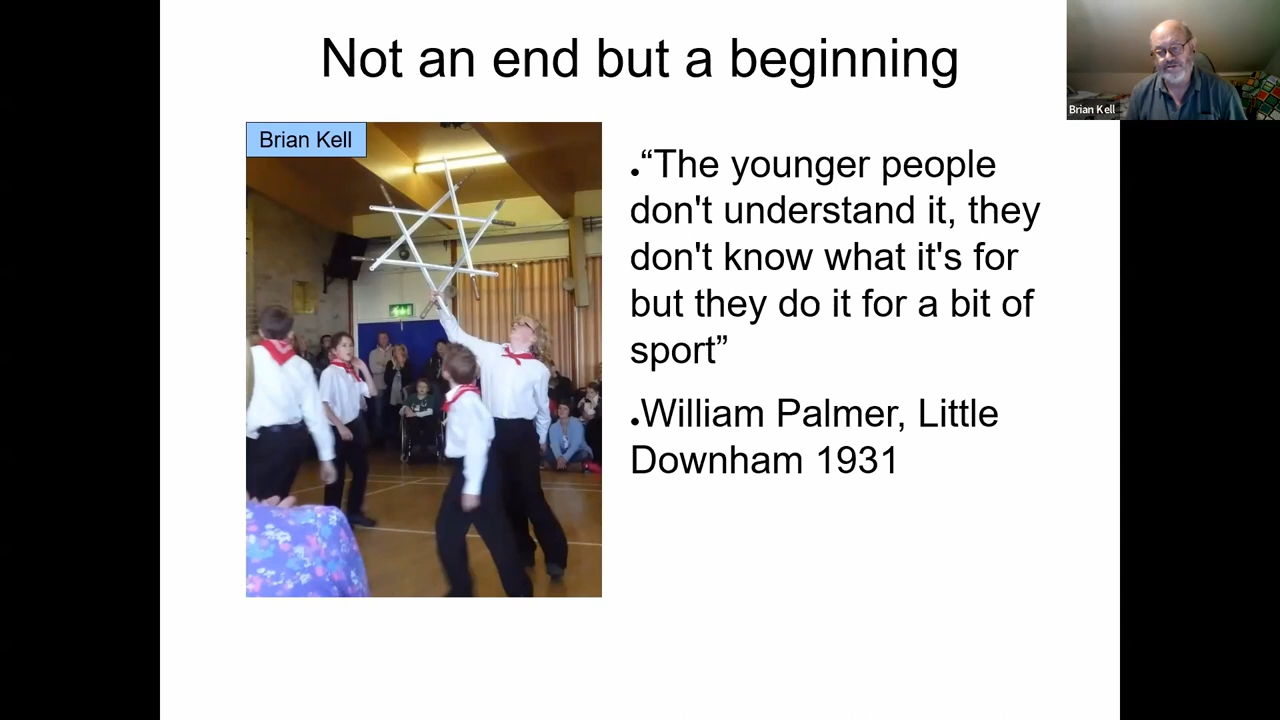 Not an end but a beginning
Brian Kell
Brian Kell
•“The younger people
don't understand it, they
don't know what it's for
but they do it for a bit of
sport”
•William Palmer, Little
Downham 1931